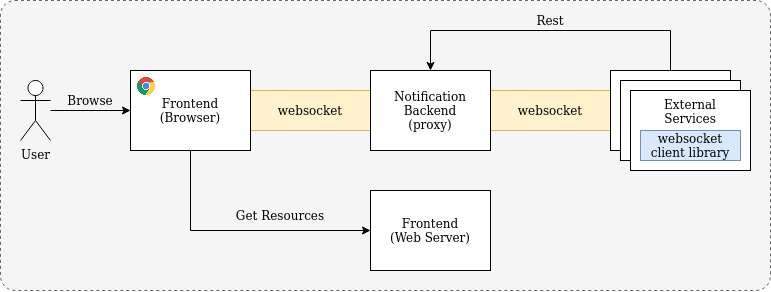 Rest
Browse
User
Frontend
(Browser)
websocket
Notification
Backend
(proxy)
websocket
External
Services
websocket
client library
Get Resources
Frontend
(Web Server)